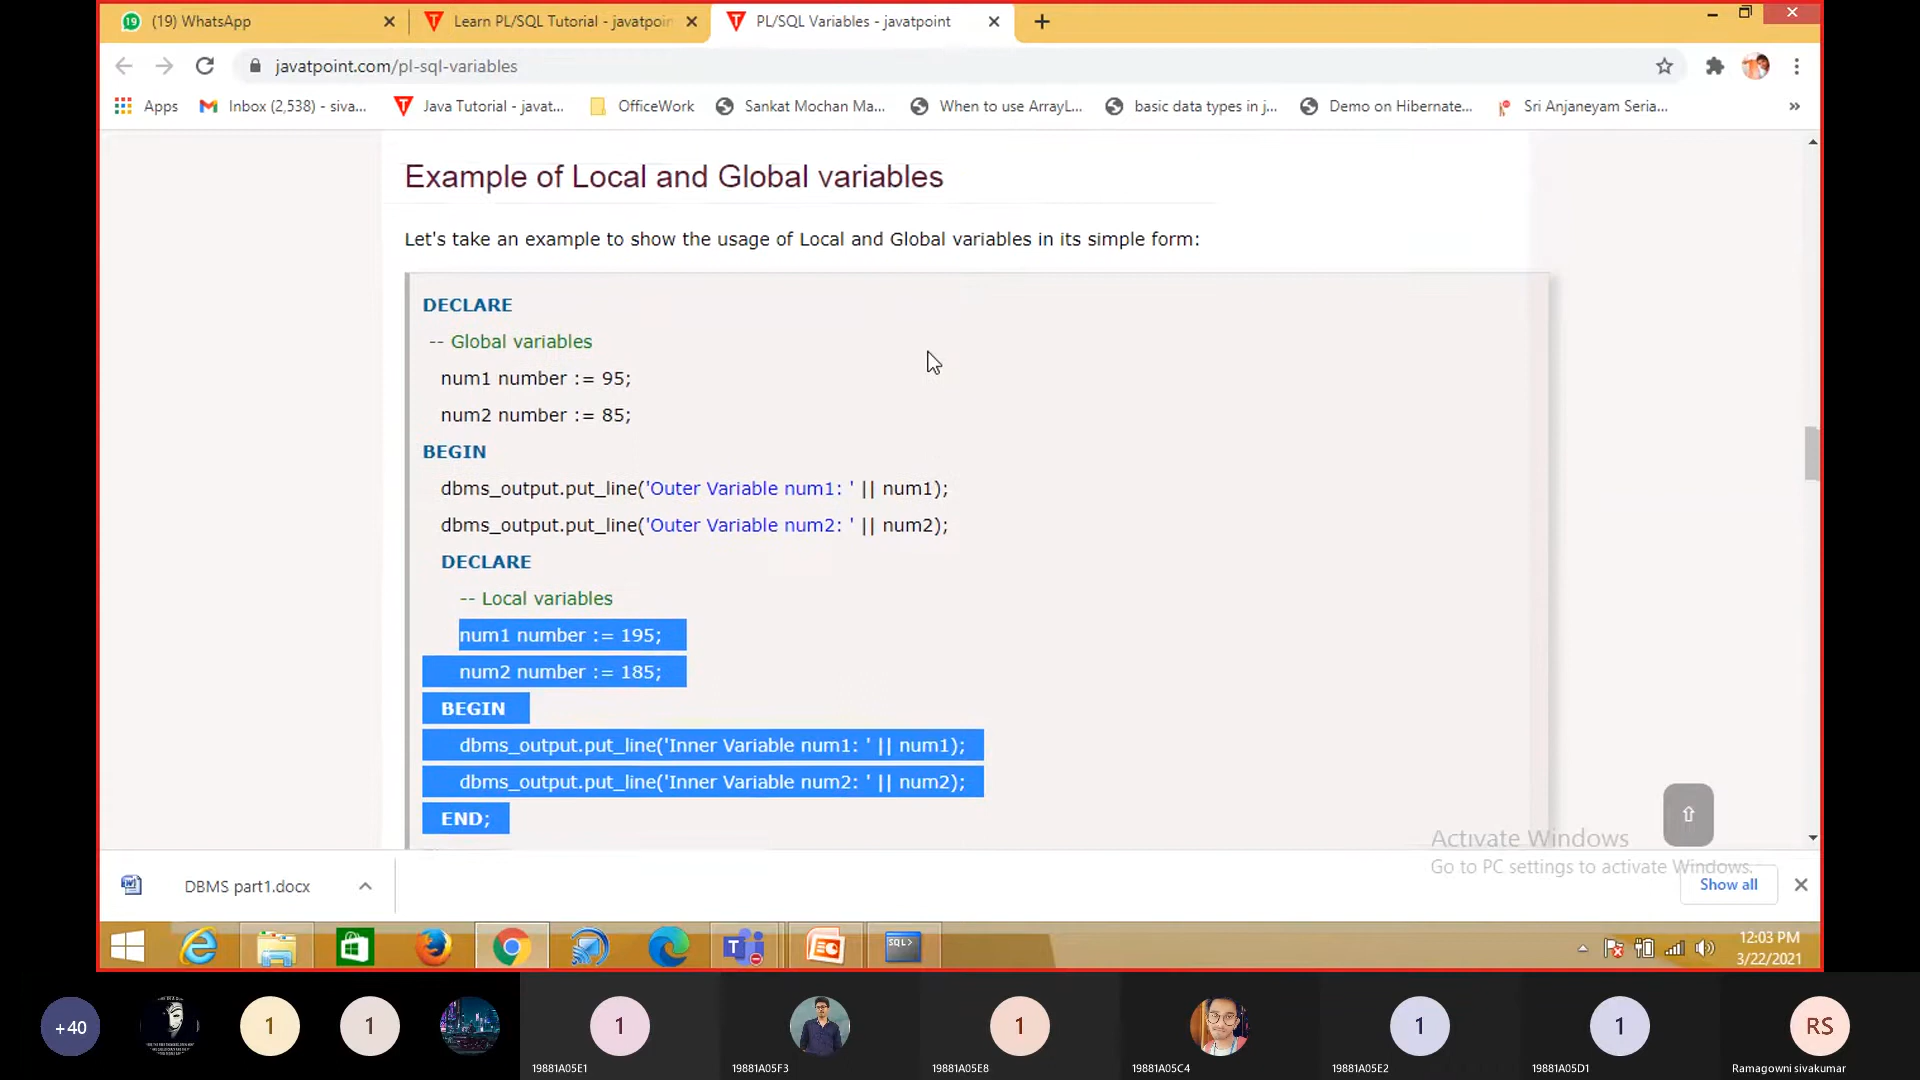 19
(19) WhatsApp
Learn PL/SQL Tutorial - javatpoin
PL/SQL Variables - javatpoint
javatpoint.com/pl-sql-variables
Apps
Inbox (2,538) - siva...
Java Tutorial - javat...
OfficeWork
Sankat Mochan Ma...
When to use ArrayL...
basic data types in j...
Demo on Hibernate...
Sri Anjaneyam Seria...
»
Example of Local and Global variables
Let's take an example to show the usage of Local and Global variables in its simple form:
DECLARE
-- Global variables
num1 number := 95;
num2 number := 85;
BEGIN
dbms_output.put_line('Outer Variable num1: ' || num1);
dbms_output.put_line('Outer Variable num2: ' || num2);
DECLARE
-- Local variables
num1 number := 195;
num2 number := 185;
BEGIN
dbms_output.put_line('Inner Variable num1: ' || num1);
dbms_output.put_line('Inner Variable num2: ' || num2);
END;
Activate Windows
Go to PC settings to activate Windows.
DBMS part1.docx
Show all
SQL>
12:03 PM
3/22/2021
+40
1
1
1
1
1
1
RS
19881A05E1
19881A05F3
19881A05E8
19881A05C4
19881A05E2
19881A05D1
Ramagowni sivakumar